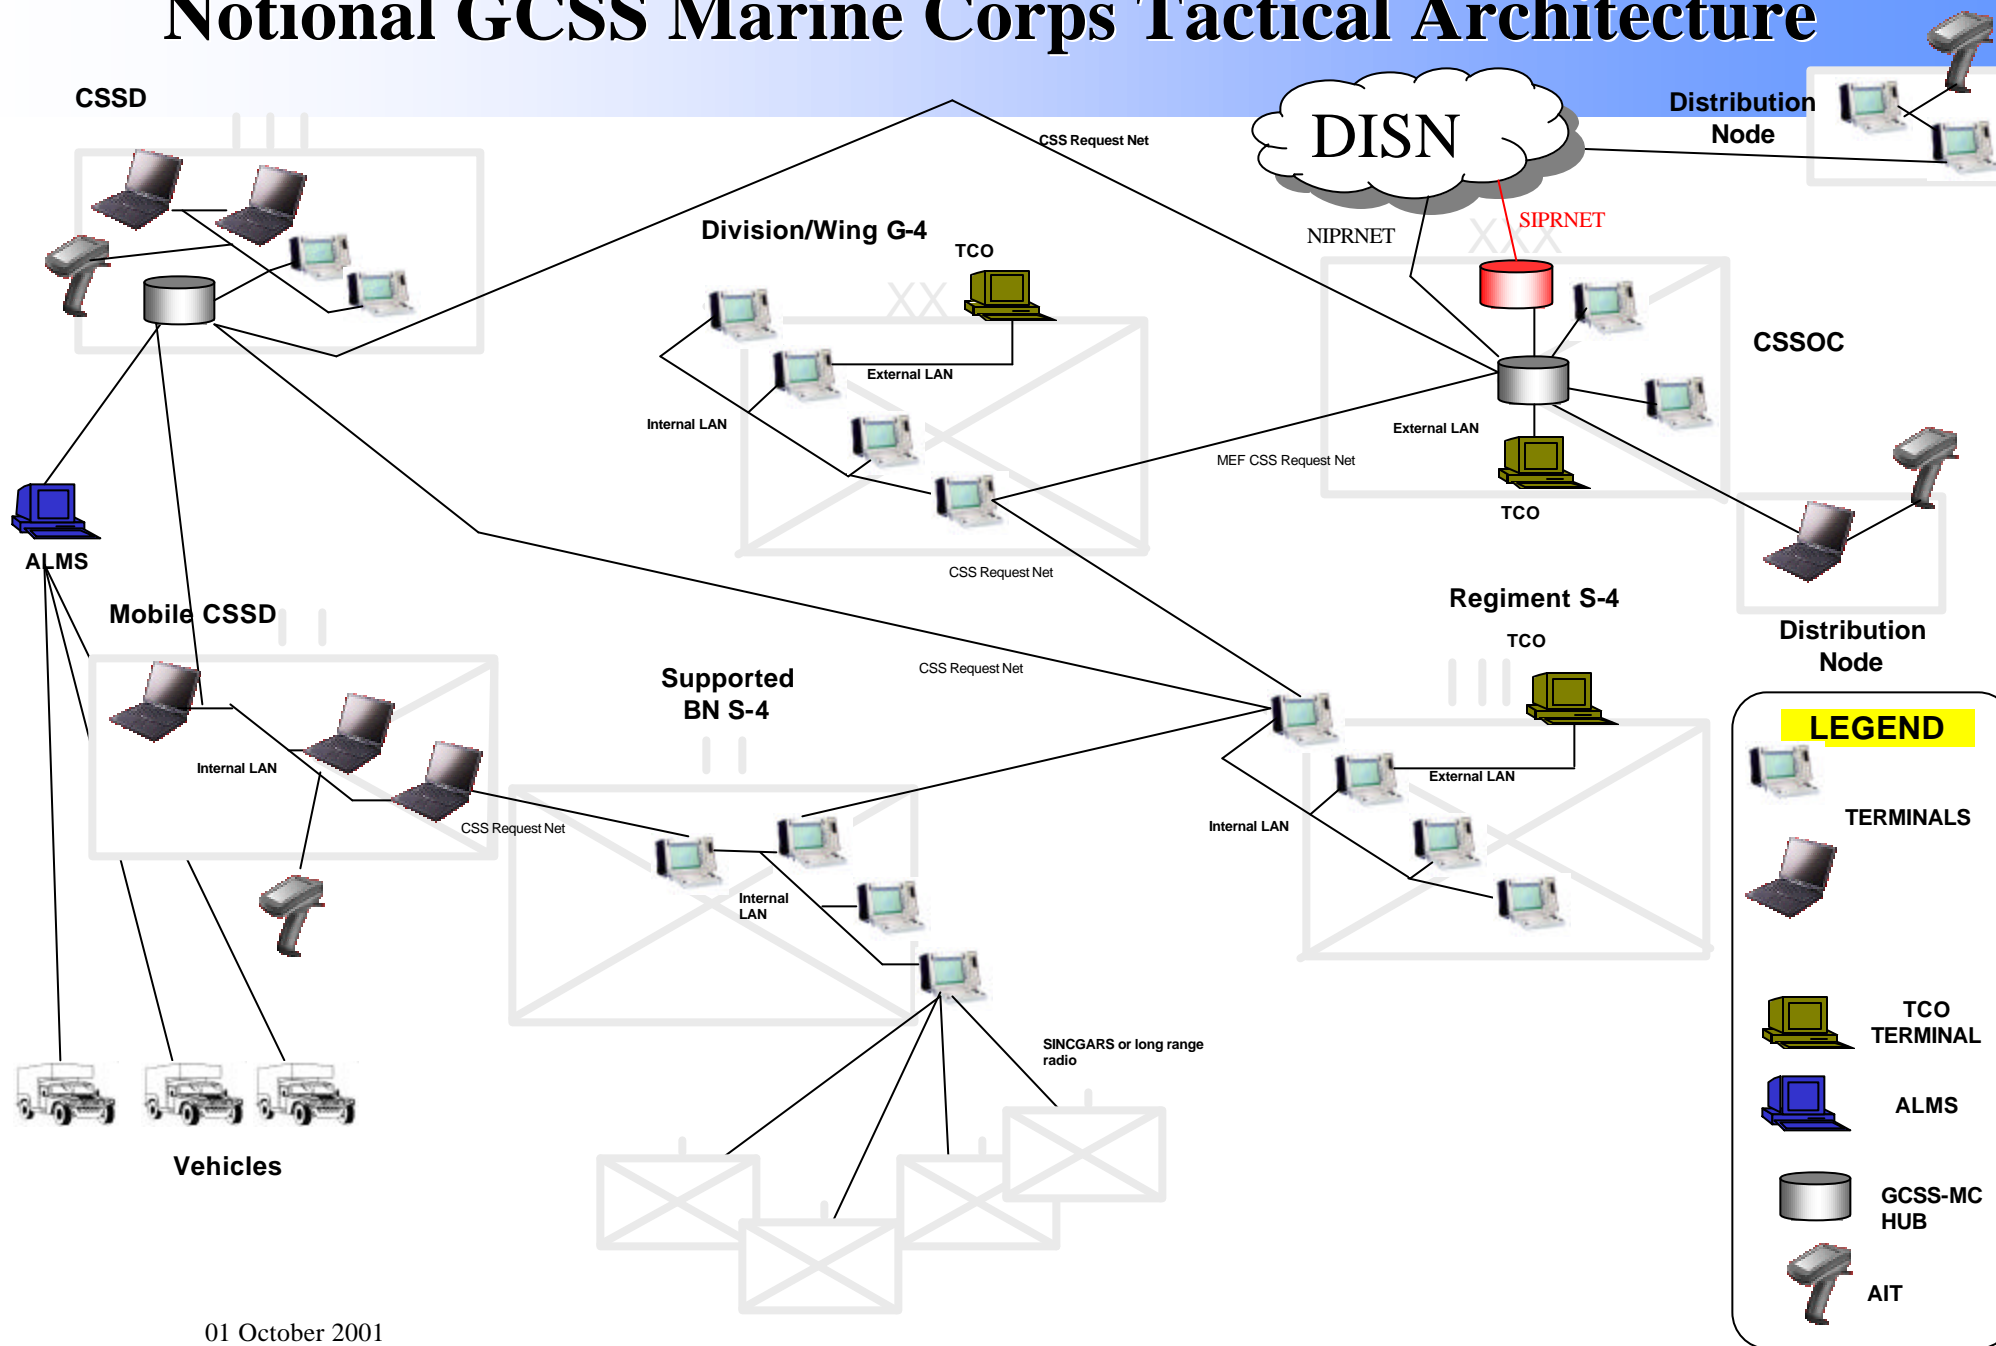 Notional GCSS Marine Corps Tactical Architecture
CSSD
CSS Request Net
DISN
Distribution
Node
Division/Wing G-4
TCO
XX
NIPRNET
SIPRNET
XXX
CSSOC
External LAN
Internal LAN
External LAN
MEF CSS Request Net
TCO
ALMS
CSS Request Net
Mobile CSSD
Regiment S-4
TCO
Distribution
Node
Supported
BN S-4
CSS Request Net
Internal LAN
External LAN
CSS Request Net
Internal LAN
Internal
LAN
SINCGARS or long range
radio
Vehicles
LEGEND
TERMINALS
TCO
TERMINAL
ALMS
GCSS-MC
HUB
AIT
01 October 2001